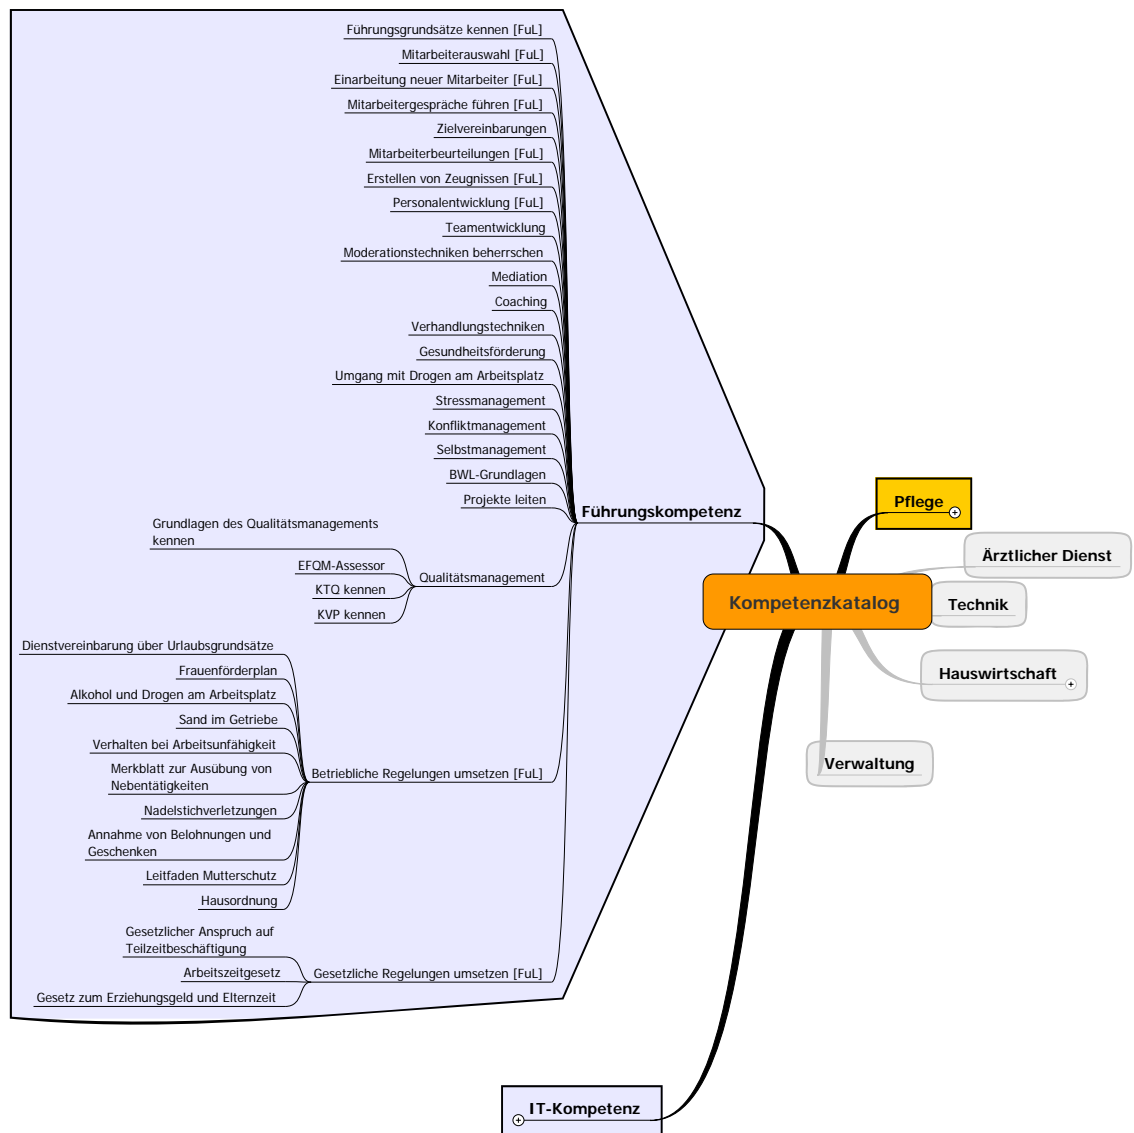 Führungsgrundsätze kennen [FuL]
Mitarbeiterauswahl [FuL]
Einarbeitung neuer Mitarbeiter [FuL]
Mitarbeitergespräche führen [FuL]
Zielvereinbarungen
Mitarbeiterbeurteilungen [FuL]
Erstellen von Zeugnissen [FuL]
Personalentwicklung [FuL]
Teamentwicklung
Moderationstechniken beherrschen
Mediation
Coaching
Verhandlungstechniken
Gesundheitsförderung
Umgang mit Drogen am Arbeitsplatz
Stressmanagement
Konfliktmanagement
Selbstmanagement
BWL-Grundlagen
Projekte leiten
Führungskompetenz
Grundlagen des Qualitätsmanagements
kennen
EFQM-Assessor
KTQ kennen
KVP kennen
Qualitätsmanagement
Dienstvereinbarung über Urlaubsgrundsätze
Frauenförderplan
Alkohol und Drogen am Arbeitsplatz
Sand im Getriebe
Verhalten bei Arbeitsunfähigkeit
Merkblatt zur Ausübung von
Nebentätigkeiten
Nadelstichverletzungen
Annahme von Belohnungen und
Geschenken
Leitfaden Mutterschutz
Hausordnung
Betriebliche Regelungen umsetzen [FuL]
Gesetzlicher Anspruch auf
Teilzeitbeschäftigung
Arbeitszeitgesetz
Gesetz zum Erziehungsgeld und Elternzeit
Gesetzliche Regelungen umsetzen [FuL]
Kompetenzkatalog
Pflege
Ärztlicher Dienst
Technik
Hauswirtschaft
Verwaltung
IT-Kompetenz